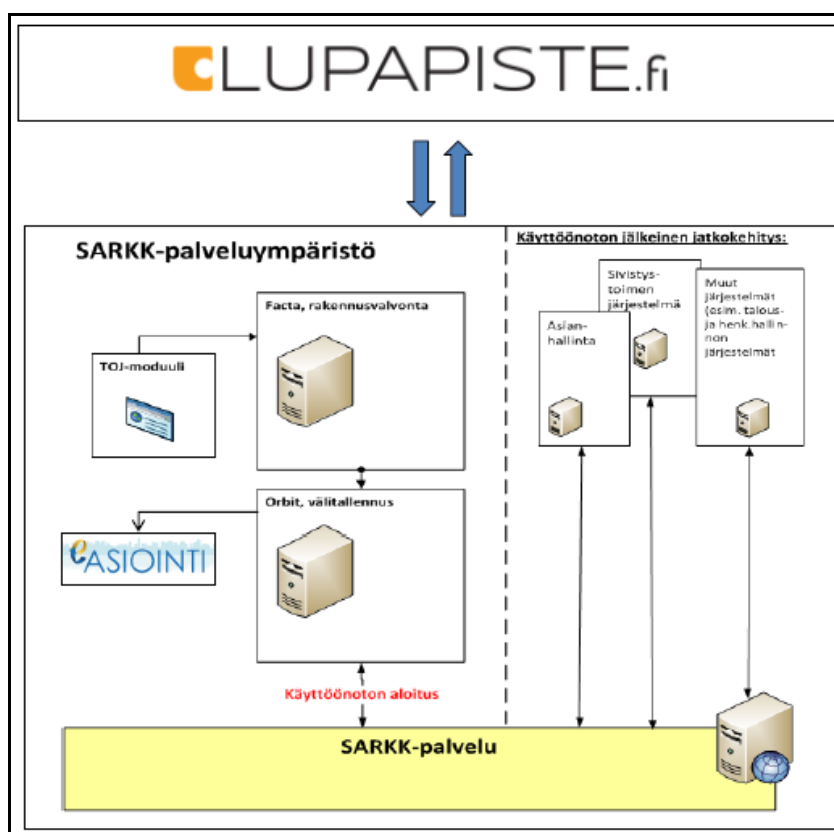 LUPAPISTE.fi
SARKK-palveluympäristö
Käyttöönoton jälkeinen jatkokehitys:
Facta, rakennusvalvonta
TOJ-moduuli
Orbit, välitallennus
eASIOINTI
Käyttöönoton aloitus
Asian-
hallinta
Sivistys-
toimen
järjestelmä
Muut
järjestelmät
(esim. talous-
ja henk.hallin-
non
järjestelmät
SARKK-palvelu